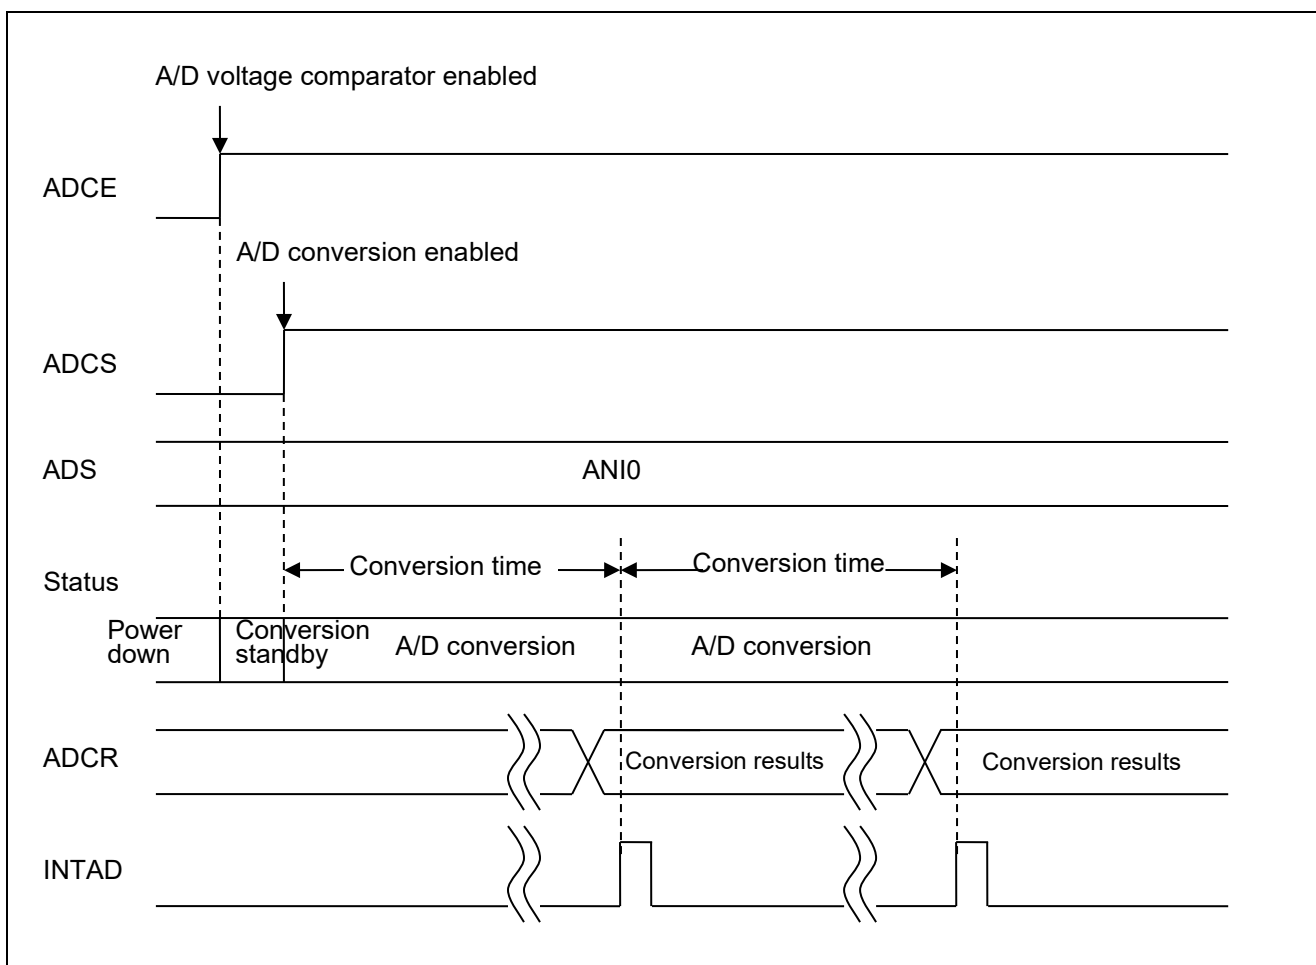 A/D voltage comparator enabled
ADCE
A/D conversion enabled
ADCS
ADS
ANI0
Conversion time
Conversion time
Status
Power
down
Conversion
standby
A/D conversion
A/D conversion
ADCR
Conversion results
Conversion results
INTAD